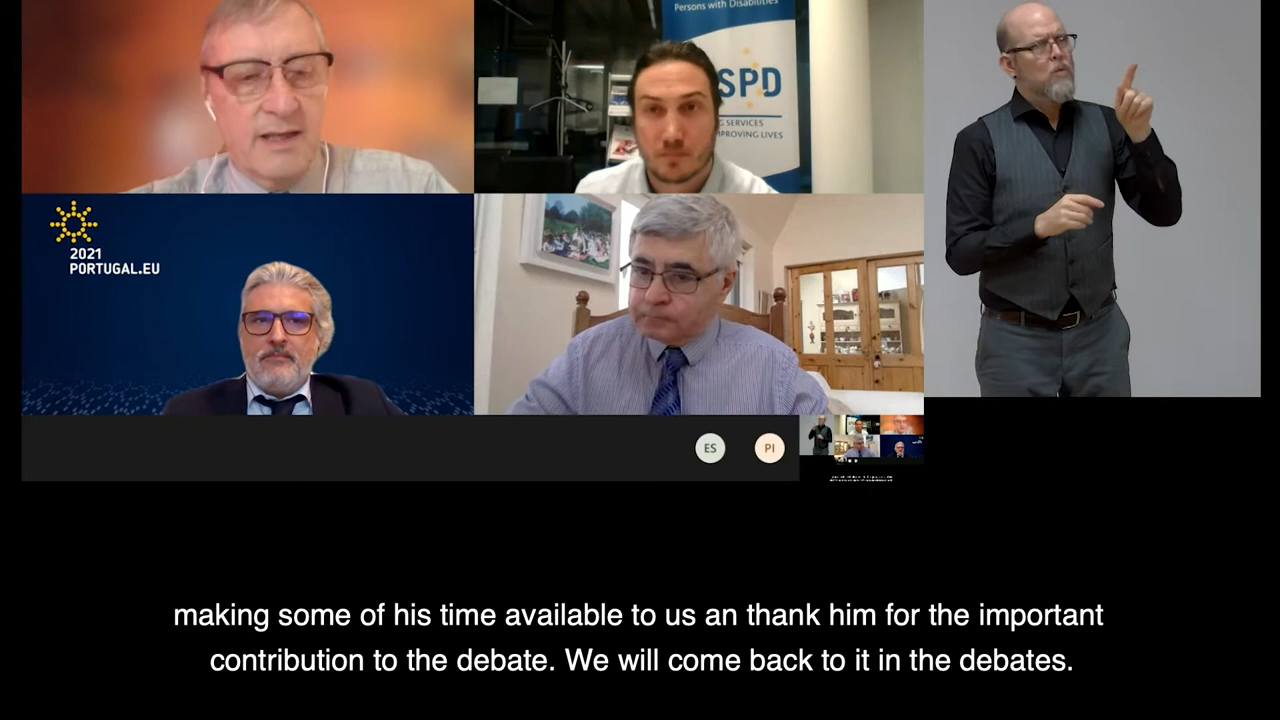 Persons with Disabilities
SPD
G SERVICES
MPROVING LIVES
2021
PORTUGAL.EU
ES
PI
making some of his time available to us an thank him for the important
contribution to the debate. We will come back to it in the debates.